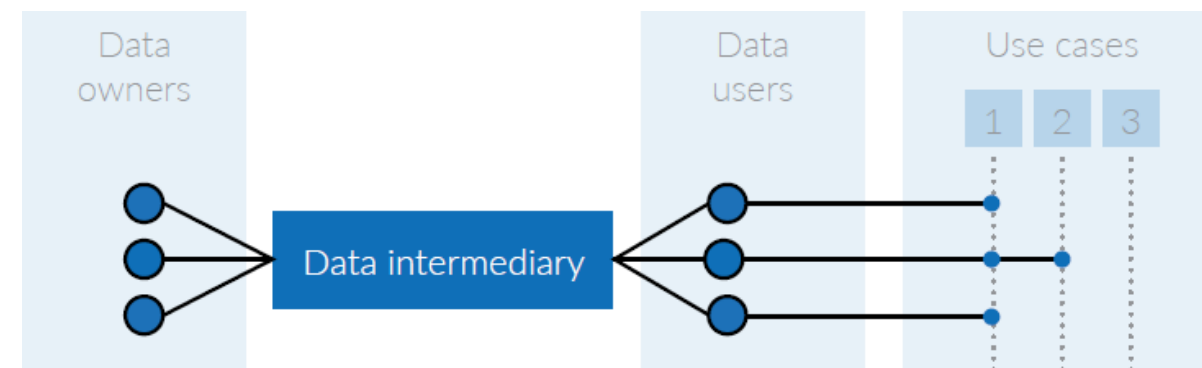 Data
owners
Data
users
Use cases
1 2 3
Data intermediary